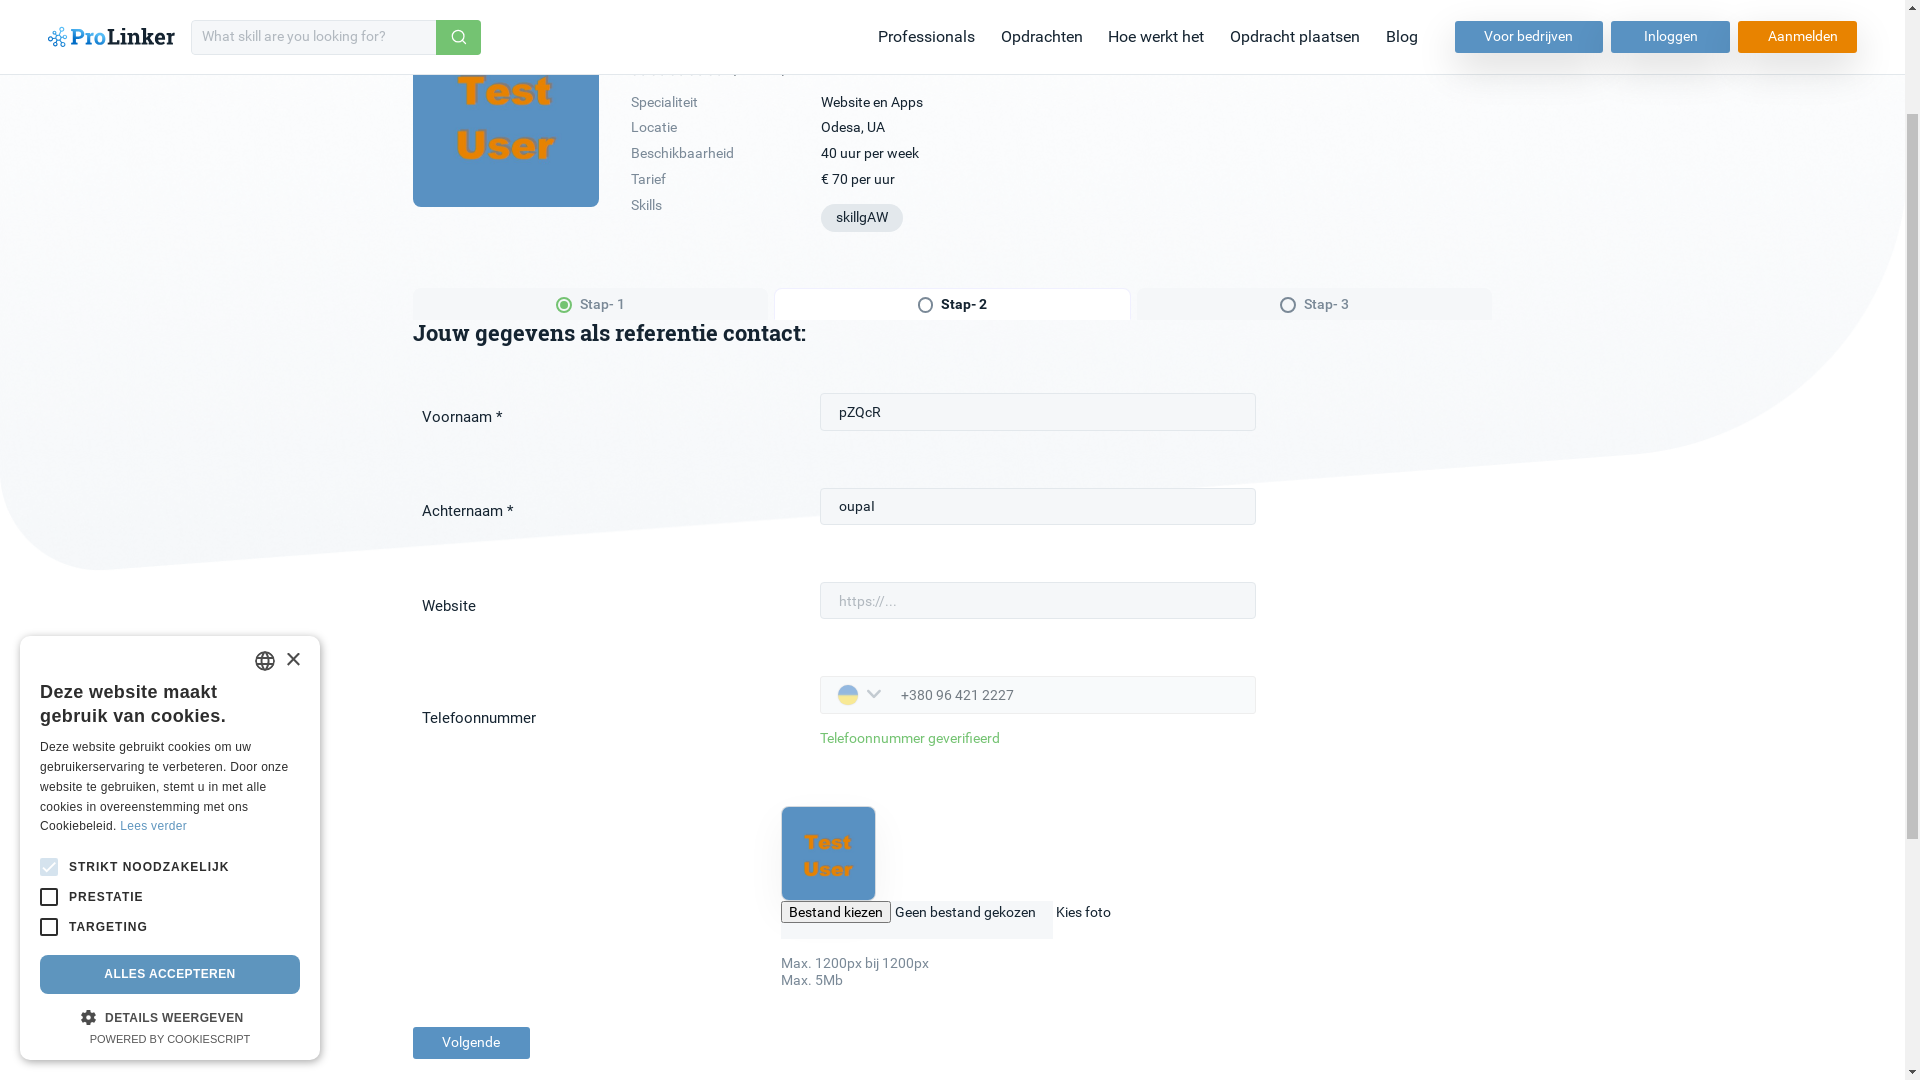 ProLinker
What skill are you looking for?
Professionals
Opdrachten
Hoe werkt het
Opdracht plaatsen
Blog
Voor bedrijven
Inloggen
Aanmelden
Test
User
Specialiteit
Website en Apps
Locatie
Odesa, UA
Beschikbaarheid
40 uur per week
Tarief
€ 70 per uur
Skills
skillgAW
Stap- 1
Stap- 2
Stap- 3
Jouw gegevens als referentie contact:
Voornaam *
pZQcR
Achternaam *
oupal
Website
https://...
Telefoonnummer
+380 96 421 2227
Telefoonnummer geverifieerd
Test
User
Bestand kiezen Geen bestand gekozen
Kies foto
Max. 1200px bij 1200px
Max. 5Mb
Volgende
×
Deze website maakt
gebruik van cookies.
Deze website gebruikt cookies om uw
gebruikerservaring te verbeteren. Door onze
website te gebruiken, stemt u in met alle
cookies in overeenstemming met ons
Cookiebeleid. Lees verder
STRIKT NOODZAKELIJK
PRESTATIE
TARGETING
ALLES ACCEPTEREN
DETAILS WEERGEVEN
POWERED BY COOKIESCRIPT